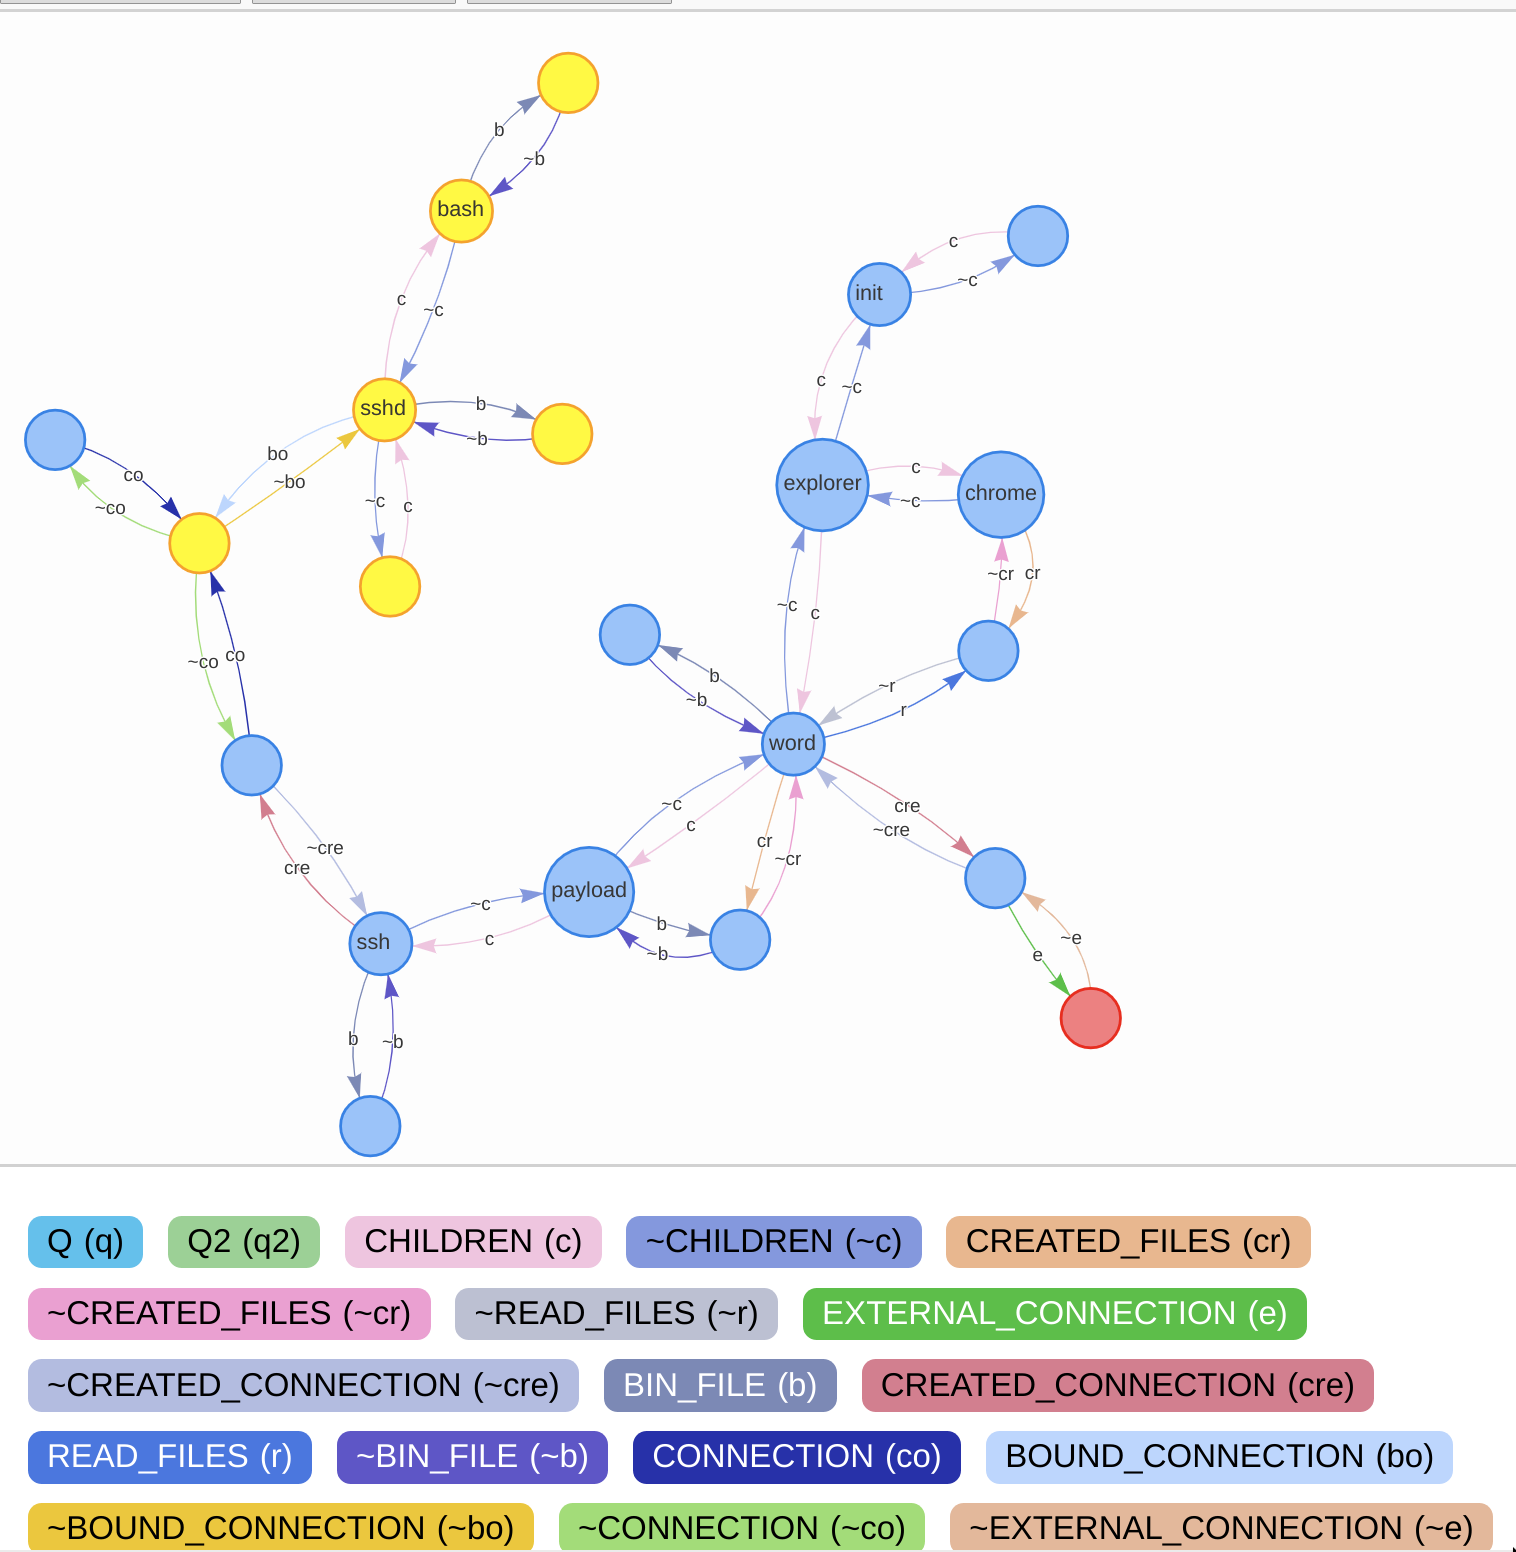 b
~b
bash
c
init
~c
c
~c
c
~c
sshd
b
~b
bo
~bo
co
~co
~c
c
explorer
c
~c
chrome
~cr
cr
~c
c
~co
co
b
~b
~r
r
word
~c
c
cre
~cre
cr
~cr
~cre
cre
payload
~c
c
b
~b
ssh
~e
e
b
~b
Q (q) Q2 (q2) CHILDREN (c) ~CHILDREN (~c) CREATED_FILES (cr)
~CREATED_FILES (~cr) ~READ_FILES (~r) EXTERNAL_CONNECTION (e)
~CREATED_CONNECTION (~cre) BIN_FILE (b) CREATED_CONNECTION (cre)
READ_FILES (r) ~BIN_FILE (~b) CONNECTION (co) BOUND_CONNECTION (bo)
~BOUND_CONNECTION (~bo) ~CONNECTION (~co) ~EXTERNAL_CONNECTION (~e)